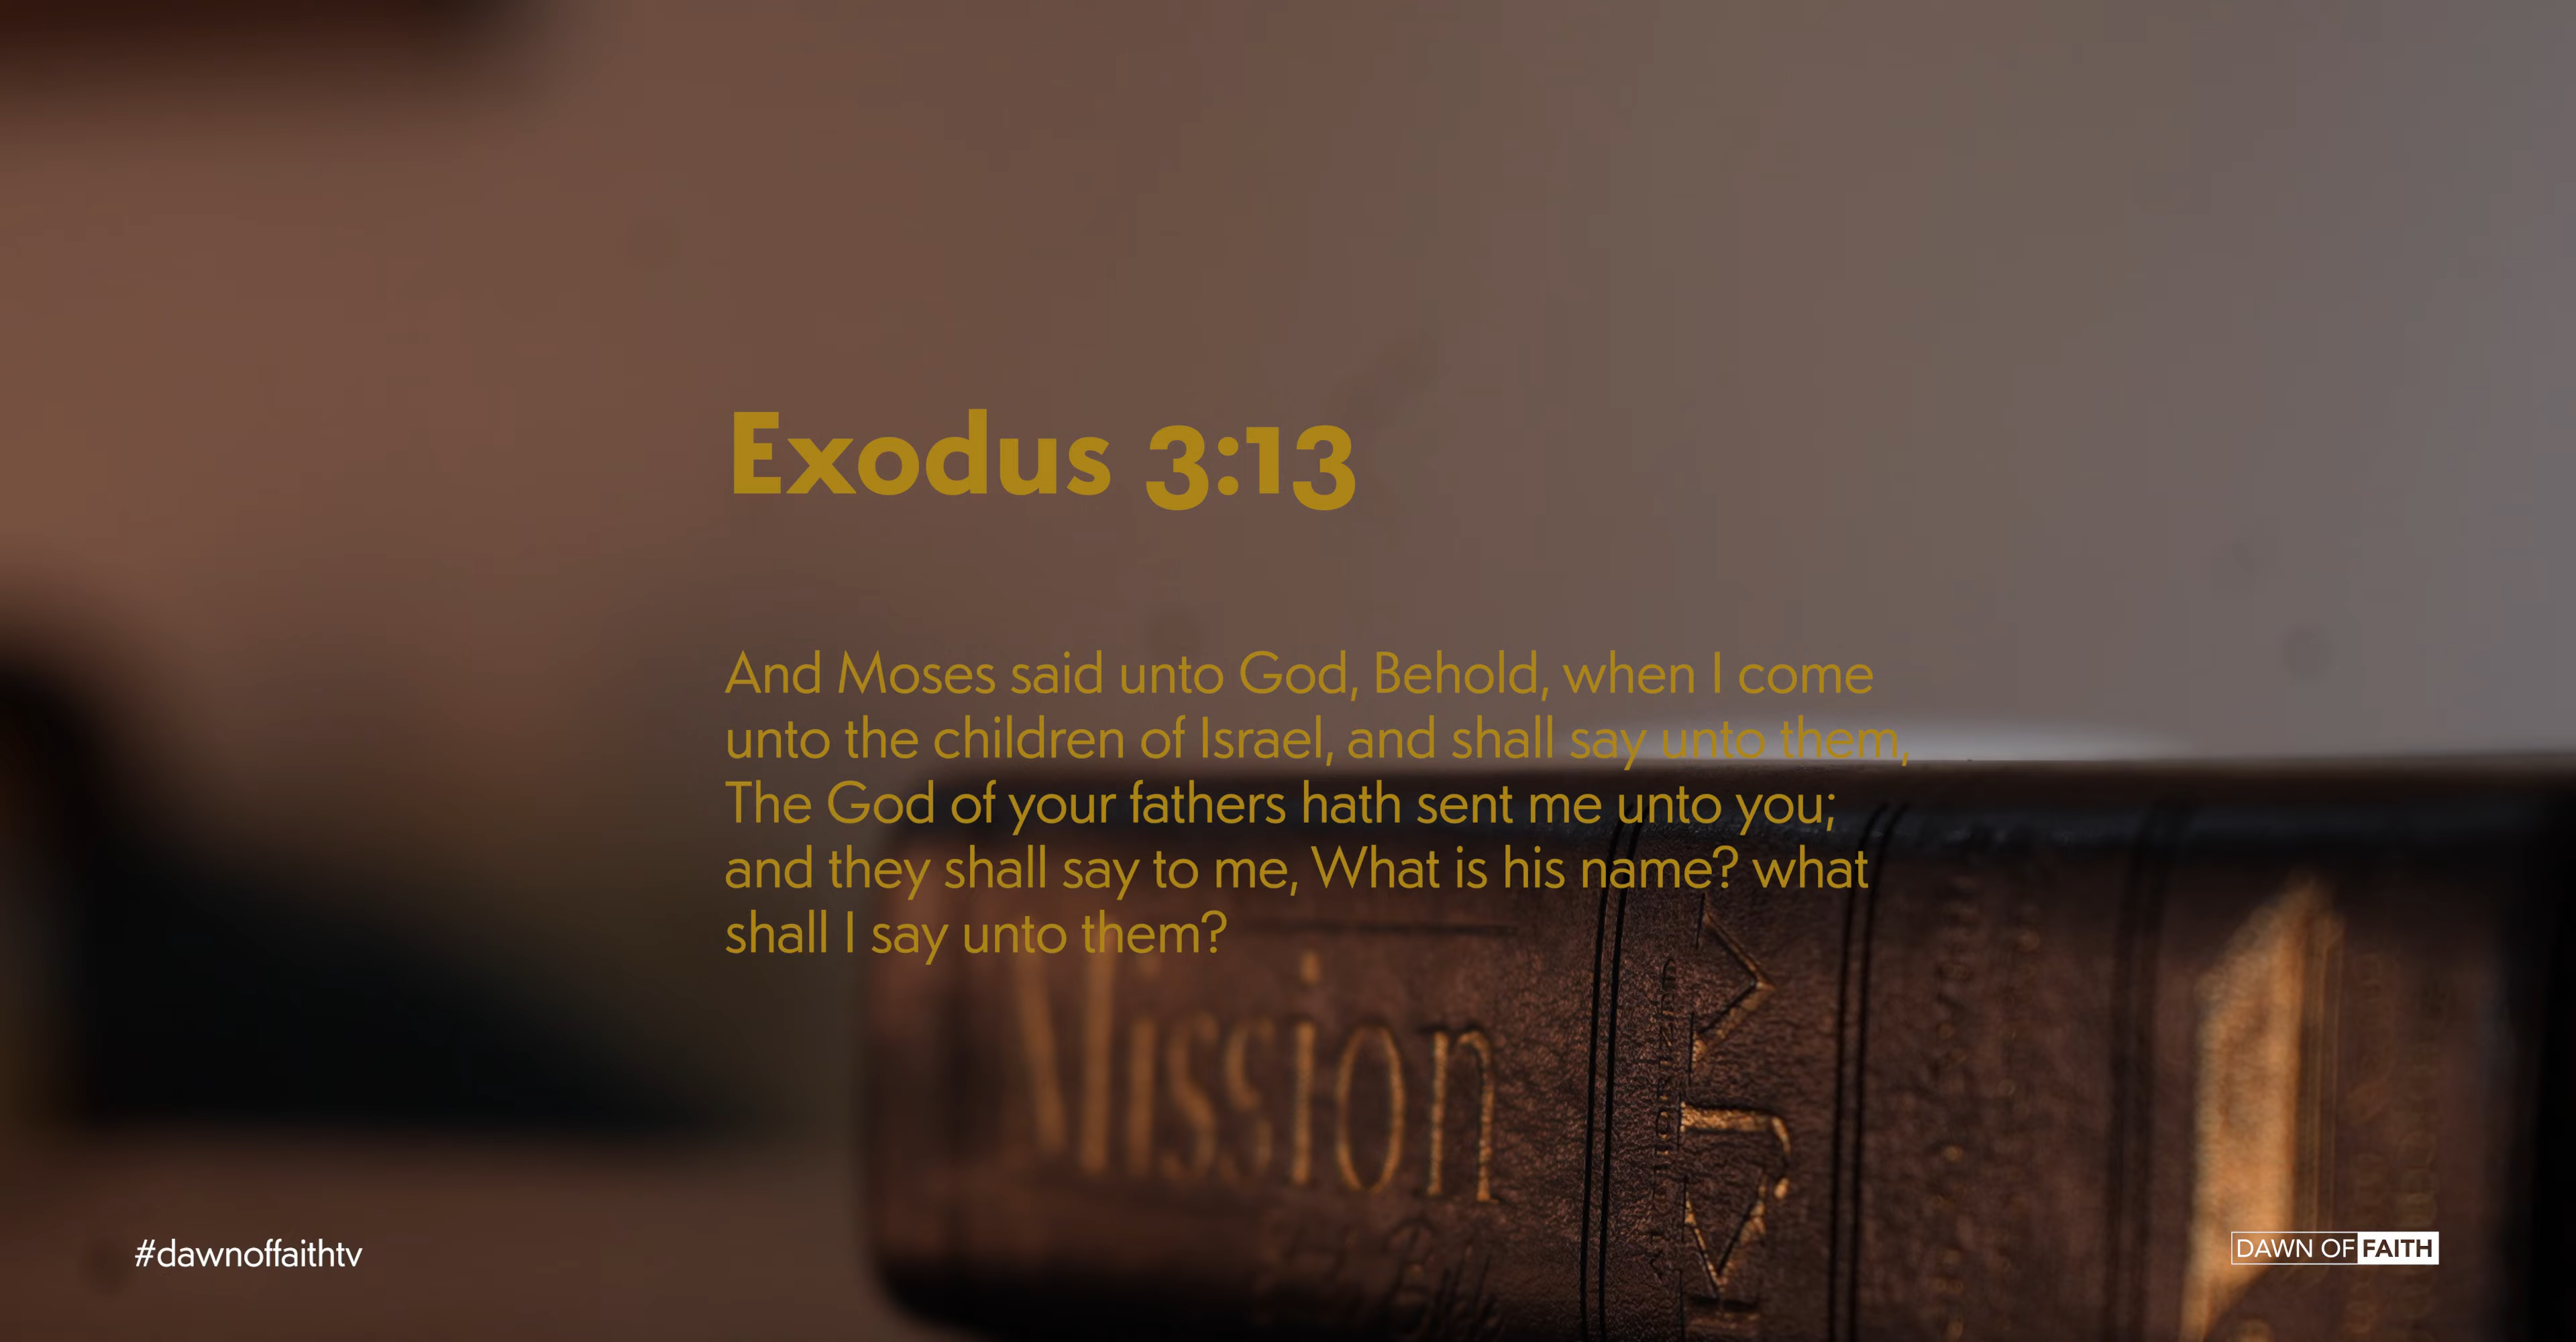 Exodus 3:13
And Moses said unto God, Behold, when I come
unto the children of Israel, and shall say unto them,
The God of your fathers hath sent me unto you;
and they shall say to me, What is his name? what
shall I say unto them?
Mission
#dawnoffaithtv
DAWN OF FAITH